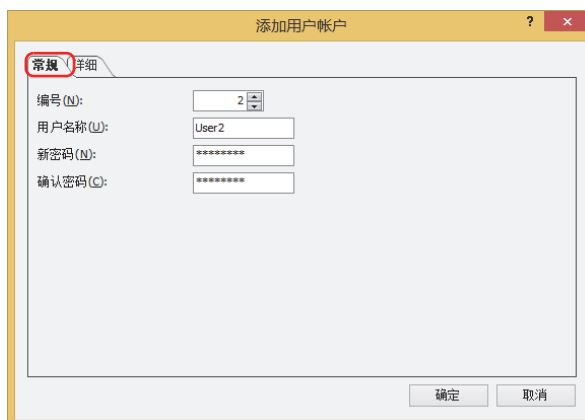 添加用户帐户
?
×
常规 详细
编号(N): 2
用户名称(U): User2
新密码(N): ********
确认密码(C): ********
确定 取消